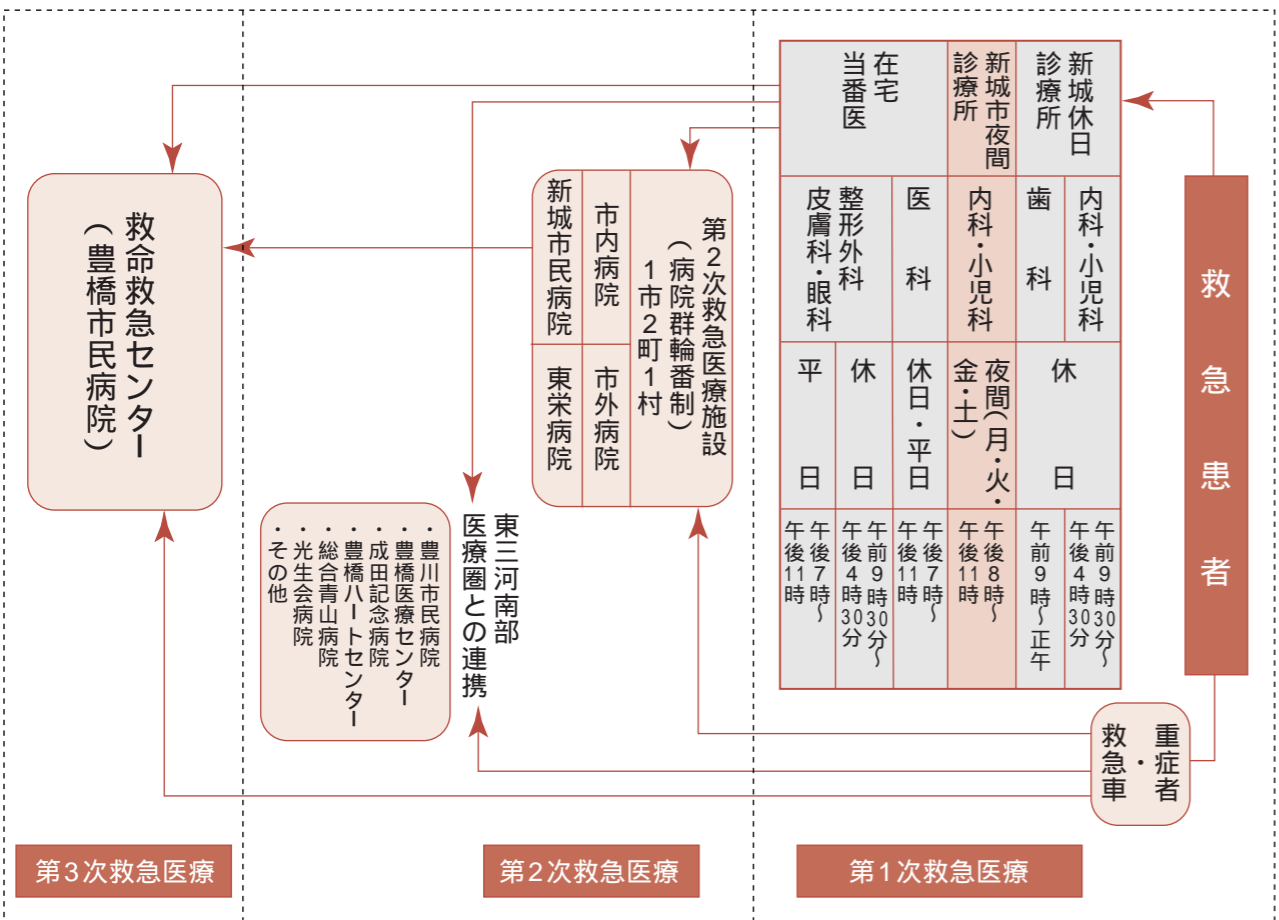 救急患者
重症者・
救急車
新城休日
診療所
内科・小児科
歯科
休日
午前9時30分~
午後4時30分
午前9時~正午
新城市夜間
診療所
内科・小児科
夜間(月・火・
金・土)
午後8時~
午後11時
在宅
当番医
医科
休日・平日
午後7時~
午後11時
整形外科
皮膚科・眼科
休日
午前9時30分~
午後4時30分
平日
午後7時~
午後11時
第2次救急医療施設
(病院群輪番制)
1市2町1村
市内病院
市外病院
新城市民病院
東栄病院
東三河南部
医療圏との連携
・豊川市民病院
・豊橋医療センター
・成田記念病院
・豊橋ハートセンター
・総合青山病院
・光生会病院
・その他
救命救急センター
(豊橋市民病院)
第1次救急医療
第2次救急医療
第3次救急医療